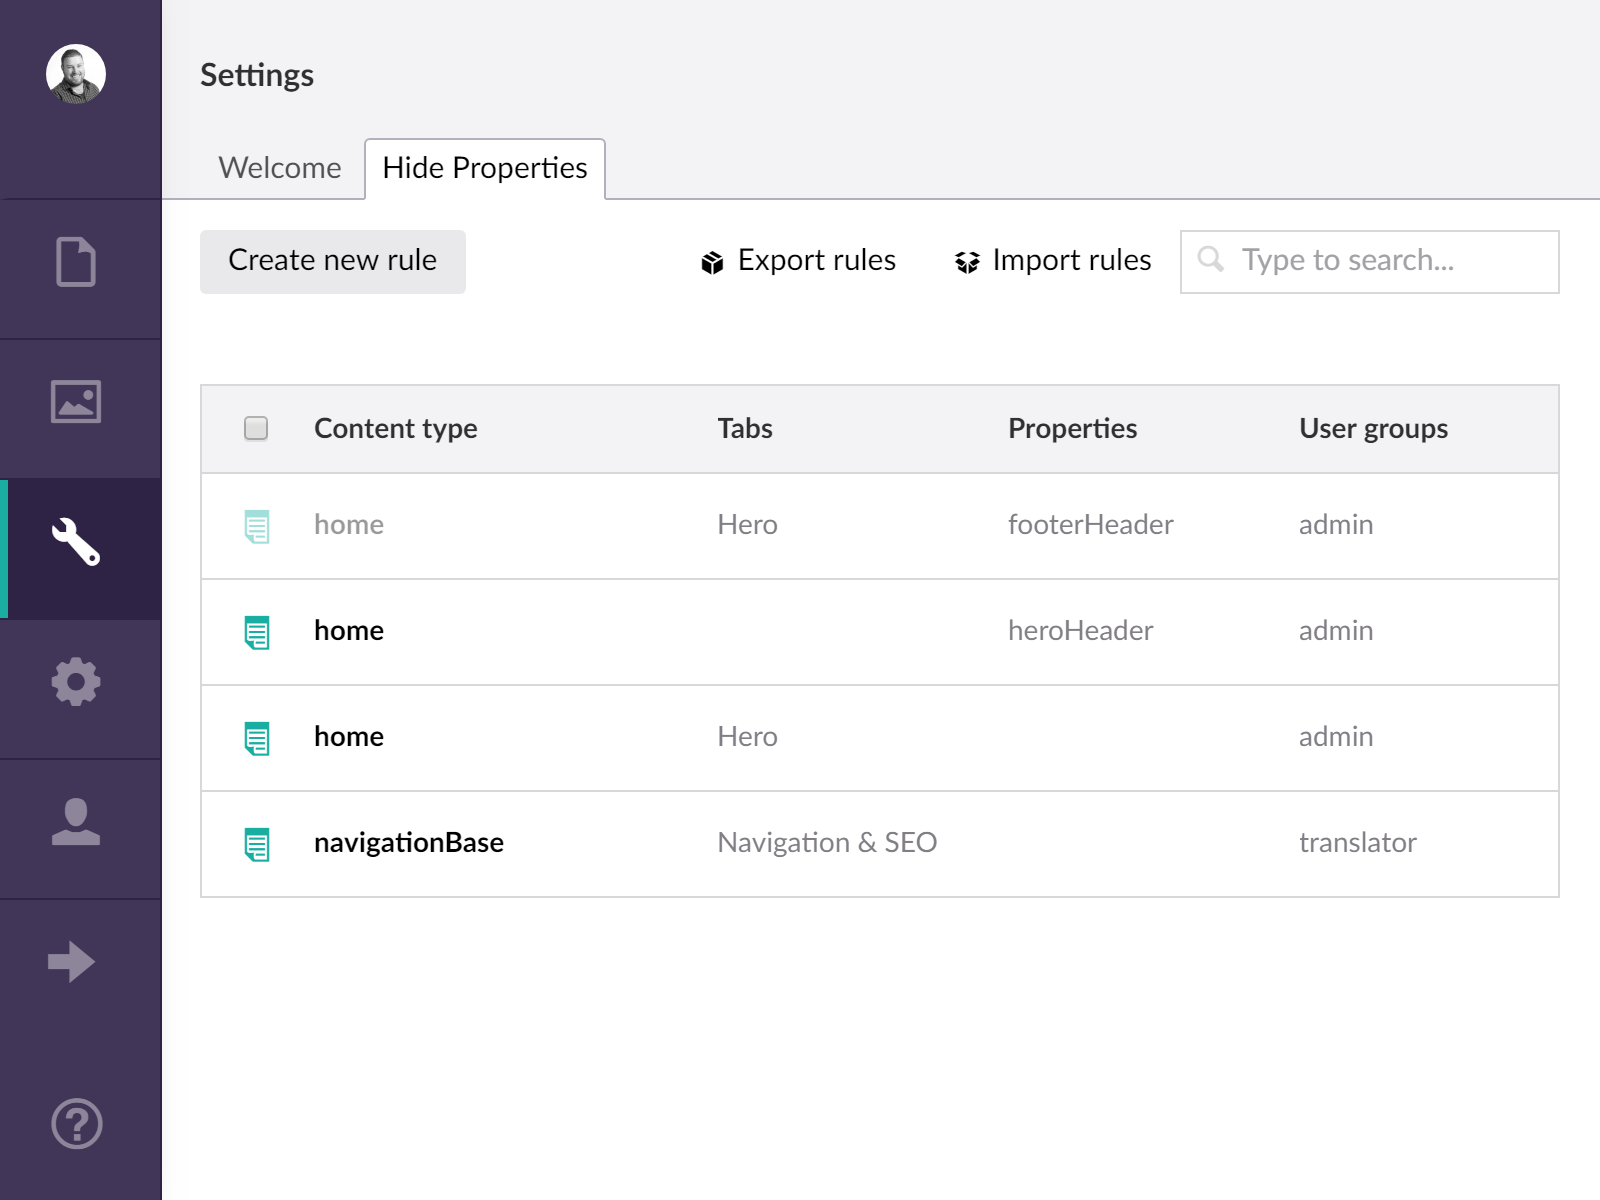 Settings
Welcome Hide Properties
Create new rule Export rules Import rules Type to search...
Content type Tabs Properties User groups
home Hero footerHeader admin
home heroHeader admin
home Hero admin
navigationBase Navigation & SEO translator